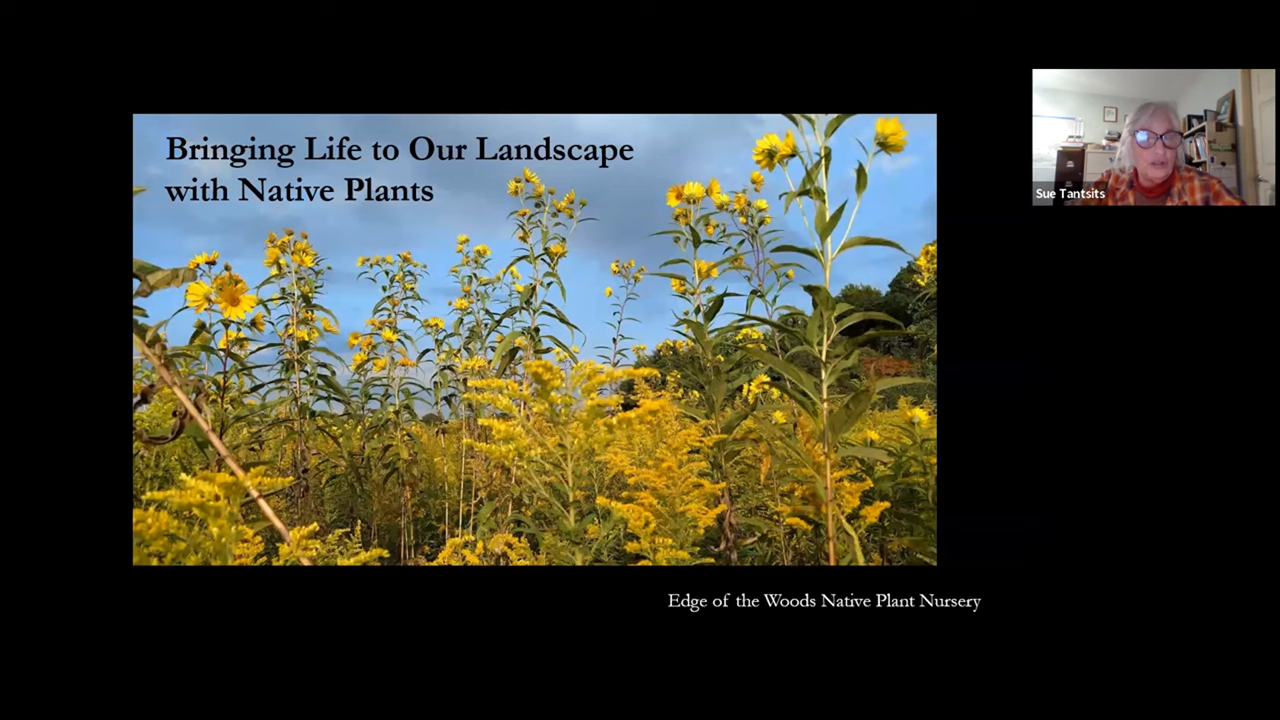 Bringing Life to Our Landscape
with Native Plants
Sue Tantsits
Edge of the Woods Native Plant Nursery